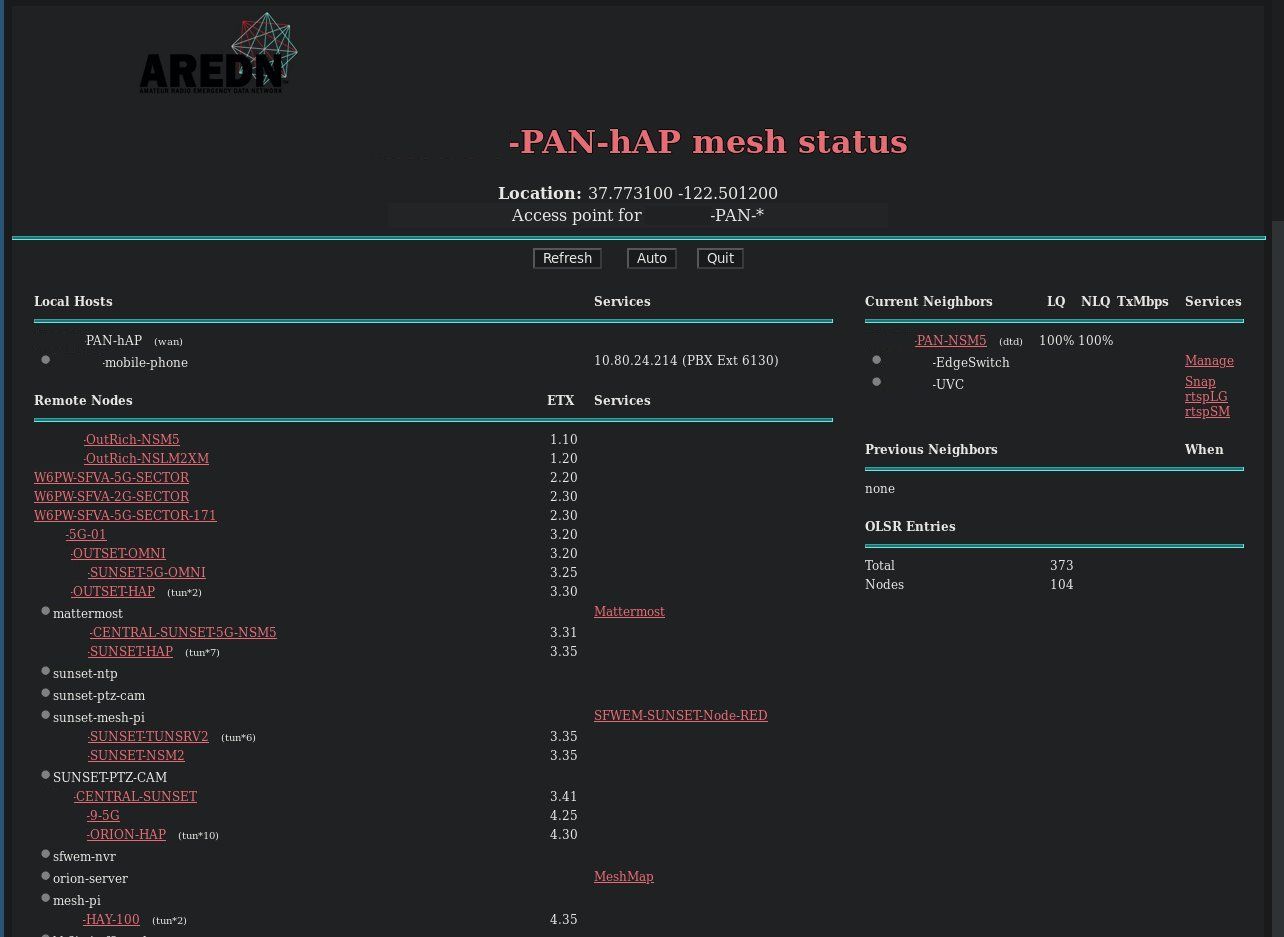 AREDN
AMATEUR RADIO EMERGENCY DATA NETWORK
-PAN-hAP mesh status
Location: 37.773100 -122.501200
Access point for -PAN-*
Refresh Auto Quit
Local Hosts Services
-PAN-hAP (wan)
-mobile-phone 10.80.24.214 (PBX Ext 6130)
Remote Nodes ETX Services
-OutRich-NSM5 1.10
-OutRich-NSLM2XM 1.20
W6PW-SFVA-5G-SECTOR 2.20
W6PW-SFVA-2G-SECTOR 2.30
W6PW-SFVA-5G-SECTOR-171 2.30
-5G-01 3.20
-OUTSET-OMNI 3.20
-SUNSET-5G-OMNI 3.25
-OUTSET-HAP (tun*2) 3.30
mattermost Mattermost
-CENTRAL-SUNSET-5G-NSM5 3.31
-SUNSET-HAP (tun*7) 3.35
sunset-ntp
sunset-ptz-cam
sunset-mesh-pi SFWEM-SUNSET-Node-RED
-SUNSET-TUNSRV2 (tun*6) 3.35
-SUNSET-NSM2 3.35
SUNSET-PTZ-CAM
-CENTRAL-SUNSET 3.41
-9-5G 4.25
-ORION-HAP (tun*10) 4.30
sfwem-nvr
orion-server MeshMap
mesh-pi
-HAY-100 (tun*2) 4.35
Current Neighbors LQ NLQ TxMbps Services
-PAN-NSM5 (dtd) 100% 100%
-EdgeSwitch Manage
-UVC Snap
rtspLG
rtspSM
Previous Neighbors When
none
OLSR Entries
Total 373
Nodes 104